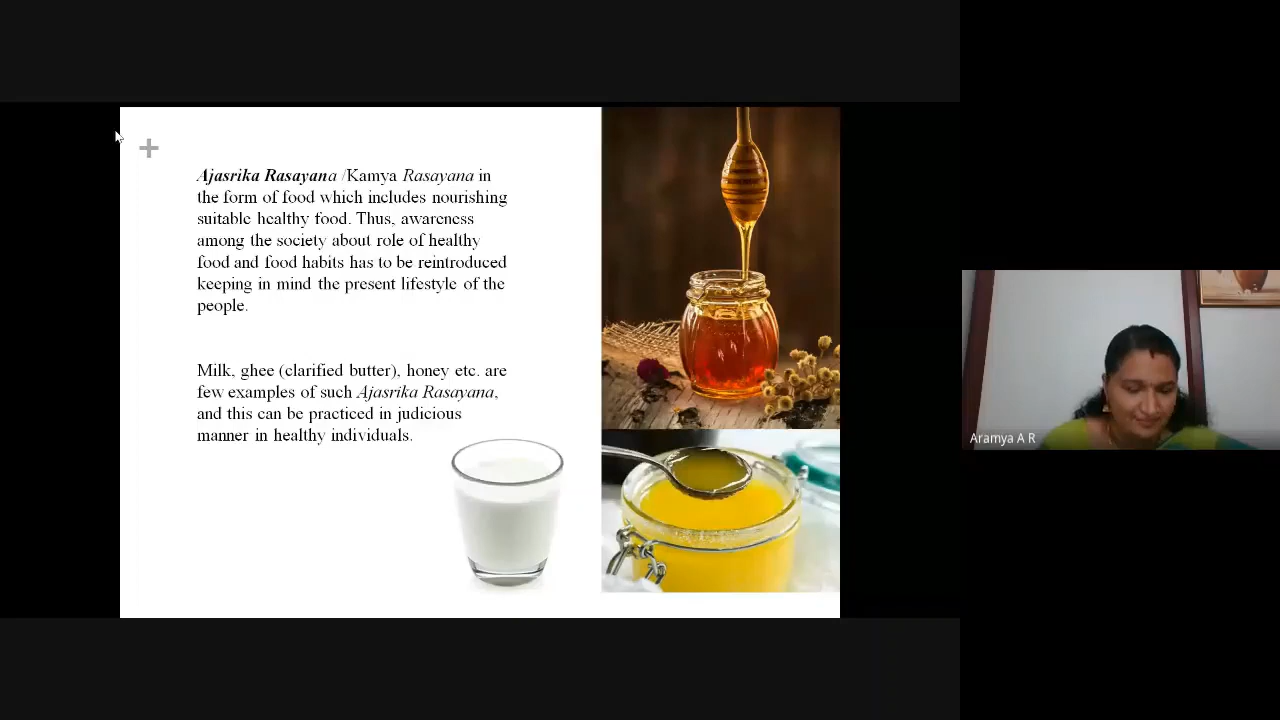 Ajasrika Rasayana /Kamya Rasayana in
the form of food which includes nourishing
suitable healthy food. Thus, awareness
among the society about role of healthy
food and food habits has to be reintroduced
keeping in mind the present lifestyle of the
people.
Milk, ghee (clarified butter), honey etc. are
few examples of such Ajasrika Rasayana,
and this can be practiced in judicious
manner in healthy individuals.
Aramya A R